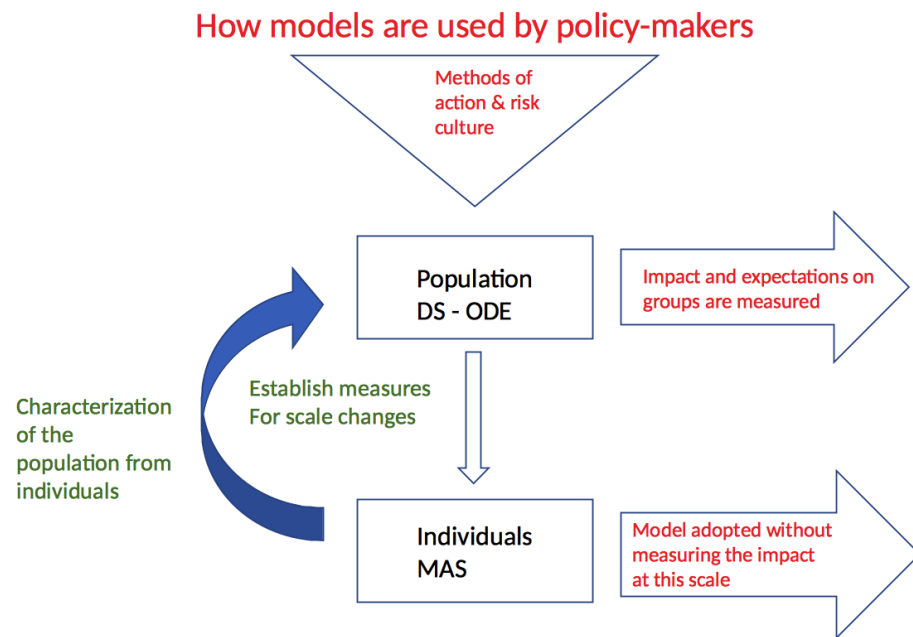 How models are used by policy-makers
Methods of
action & risk
culture
Population
DS - ODE
Impact and expectations on
groups are measured
Establish measures
For scale changes
Characterization
of the
population from
individuals
Individuals
MAS
Model adopted without
measuring the impact
at this scale